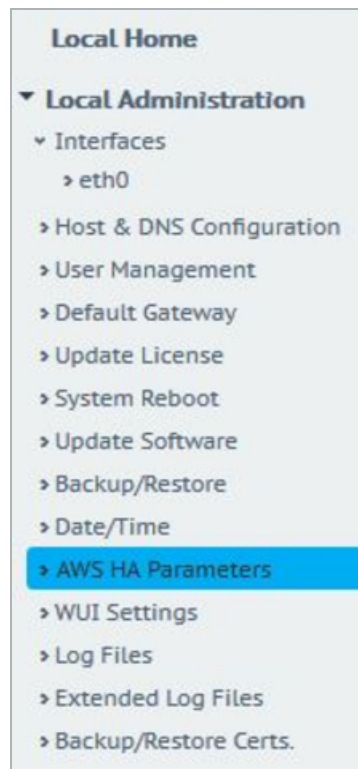 Local Home
Local Administration
Interfaces
eth0
Host & DNS Configuration
User Management
Default Gateway
Update License
System Reboot
Update Software
Backup/Restore
Date/Time
AWS HA Parameters
WUI Settings
Log Files
Extended Log Files
Backup/Restore Certs.